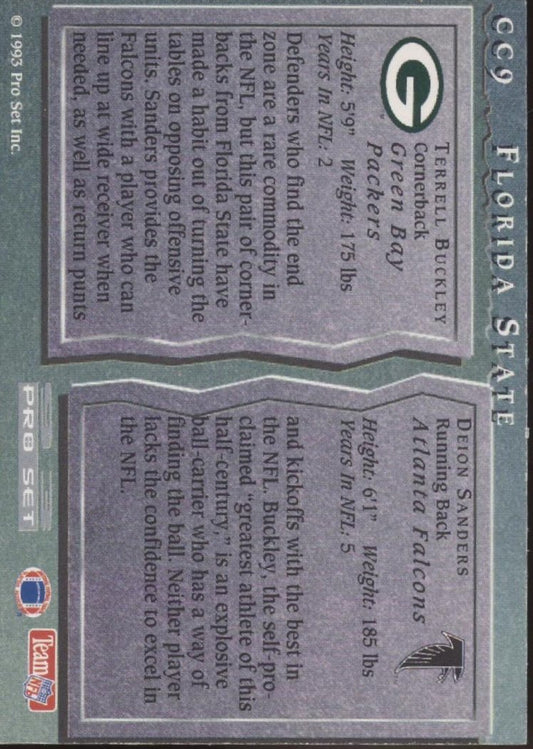 CC9 FLORIDA STATE
G
TERRELL BUCKLEY
Cornerback
Green Bay
Packers
Height: 5'9" Weight: 175 lbs
Years In NFL: 2
Defenders who find the end
zone are a rare commodity in
the NFL, but this pair of corner-
backs from Florida State have
made a habit out of turning the
tables on opposing offensive
units. Sanders provides the
Falcons with a player who can
line up at wide receiver when
needed, as well as return punts
DEION SANDERS
Running Back
Atlanta Falcons
Height: 6'1" Weight: 185 lbs
Years In NFL: 5
and kickoffs with the best in
the NFL. Buckley, the self-pro-
claimed "greatest athlete of this
half-century," is an explosive
ball-carrier who has a way of
finding the ball. Neither player
lacks the confidence to excel in
the NFL.
© 1993 Pro Set Inc.
PRO SET
Team
NFL